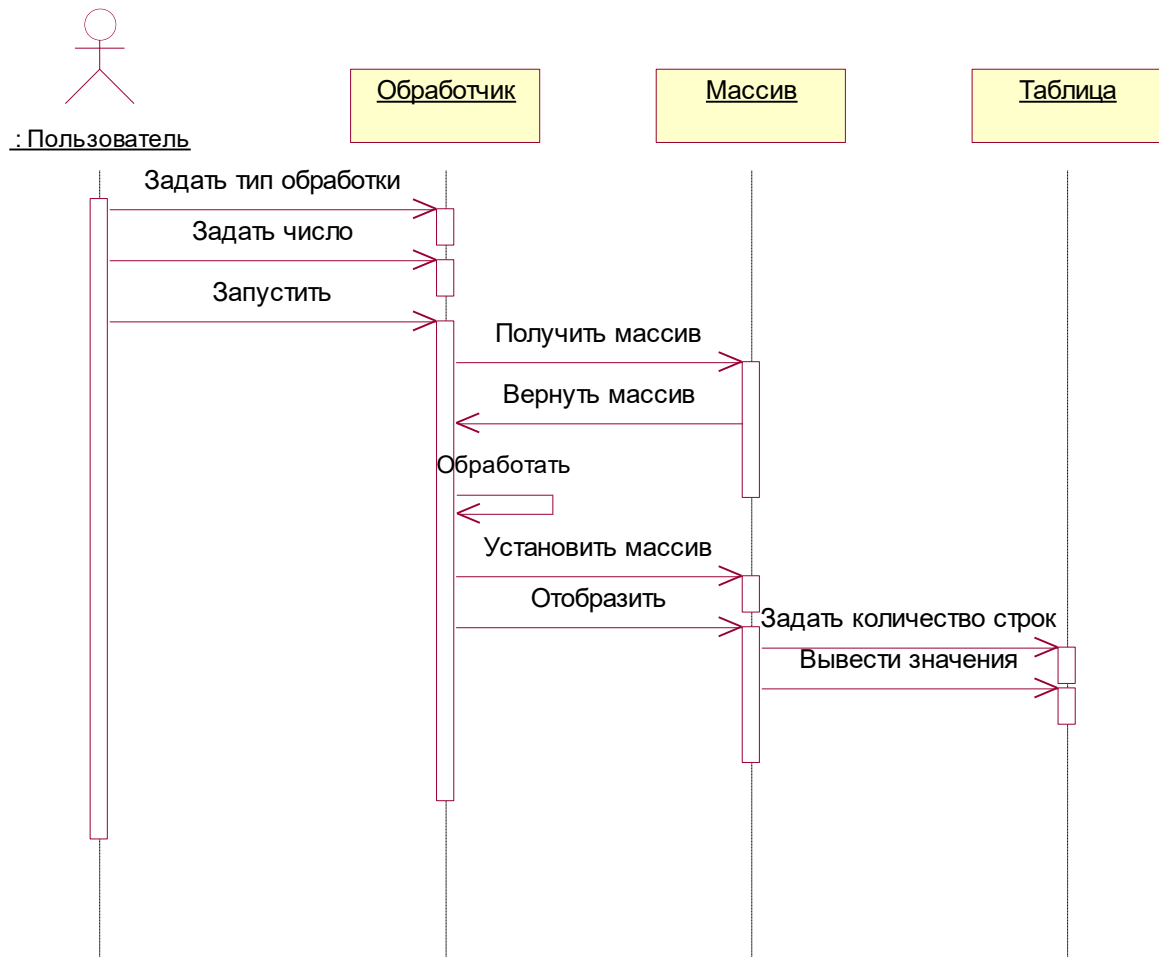 Обработчик
Массив
Таблица
: Пользователь
Задать тип обработки
Задать число
Запустить
Получить массив
Вернуть массив
Обработать
Установить массив
Отобразить
Задать количество строк
Вывести значения